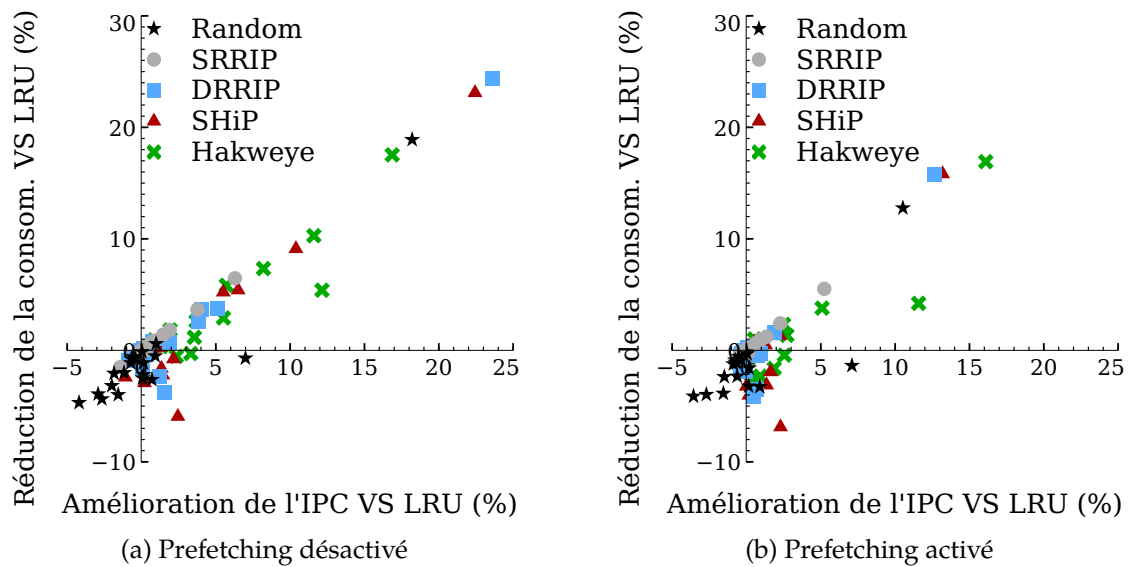 Réduction de la consom. VS LRU (%)
30
20
10
0
−10
−5
0
5
10
15
20
25
Random
SRRIP
DRRIP
SHiP
Hakweye
Amélioration de l'IPC VS LRU (%)
(a) Prefetching désactivé
Réduction de la consom. VS LRU (%)
30
20
10
0
−10
−5
0
5
10
15
20
25
Random
SRRIP
DRRIP
SHiP
Hakweye
Amélioration de l'IPC VS LRU (%)
(b) Prefetching activé